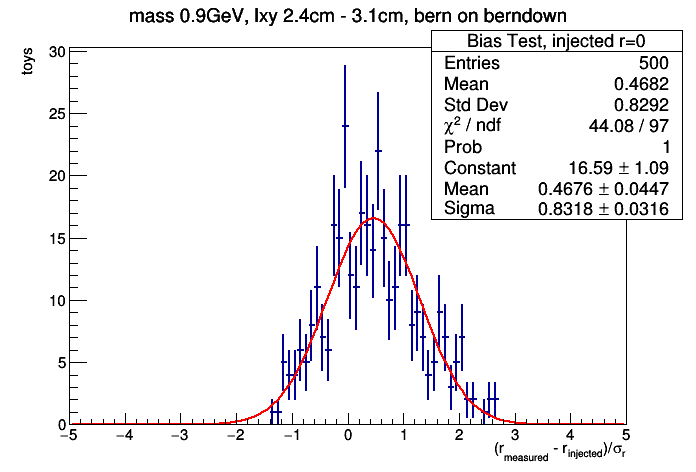 mass 0.9GeV, lxy 2.4cm - 3.1cm, bern on berndown
Bias Test, injected r=0
Entries 500
Mean 0.4682
Std Dev 0.8292
χ² / ndf 44.08 / 97
Prob 1
Constant 16.59 ± 1.09
Mean 0.4676 ± 0.0447
Sigma 0.8318 ± 0.0316
toys
30
25
20
15
10
5
0
−5 −4 −3 −2 −1 0 1 2 3 4 5
(r_measured - r_injected)/σ_r